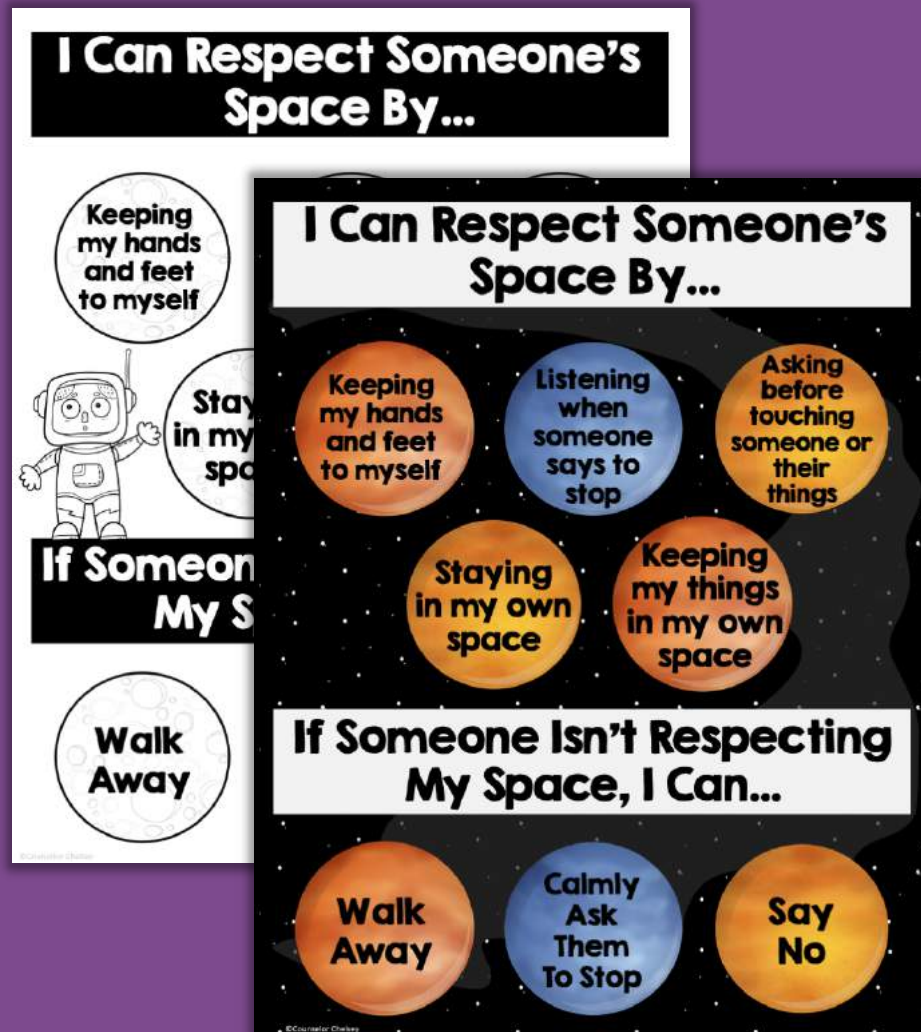 I Can Respect Someone's
Space By...
Keeping
my hands
and feet
to myself
in my
If
My
Walk
Away
©Counselor Chelsey
I Can Respect Someone's
Space By...
Keeping
my hands
and feet
to myself
Listening
when
someone
says to
stop
Asking
before
touching
someone or
their
things
Staying
in my own
space
Keeping
my things
in my own
space
If Someone Isn't Respecting
My Space, I Can...
Walk
Away
Calmly
Ask
Them
To Stop
Say
No
©Counselor Chelsey